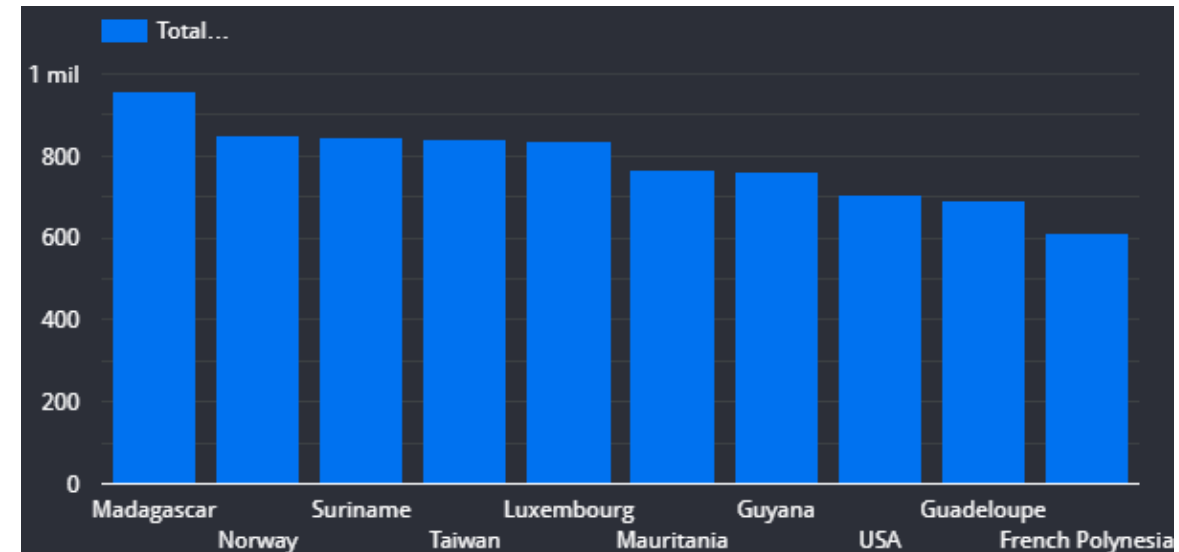 Total...
1 mil
800
600
400
200
0
Madagascar Suriname Luxembourg Guyana Guadeloupe
Norway Taiwan Mauritania USA French Polynesia